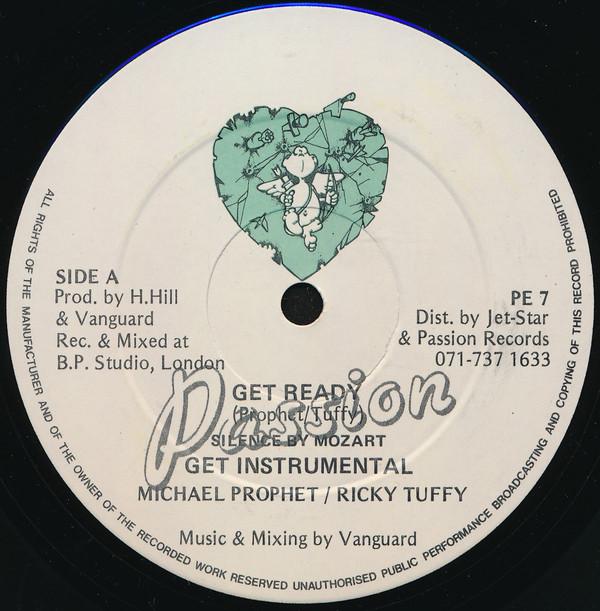 SIDE A
Prod. by H.Hill
& Vanguard
Rec. & Mixed at
B.P. Studio, London
PE 7
Dist. by Jet-Star
& Passion Records
071-737 1633
Passion
GET READY
(Prophet/Tuffy)
SILENCE BY MOZART
GET INSTRUMENTAL
MICHAEL PROPHET / RICKY TUFFY
Music & Mixing by Vanguard
ALL RIGHTS OF THE MANUFACTURER AND OF THE OWNER OF THE RECORDED WORK RESERVED UNAUTHORISED PUBLIC PERFORMANCE BROADCASTING AND COPYING OF THIS RECORD PROHIBITED